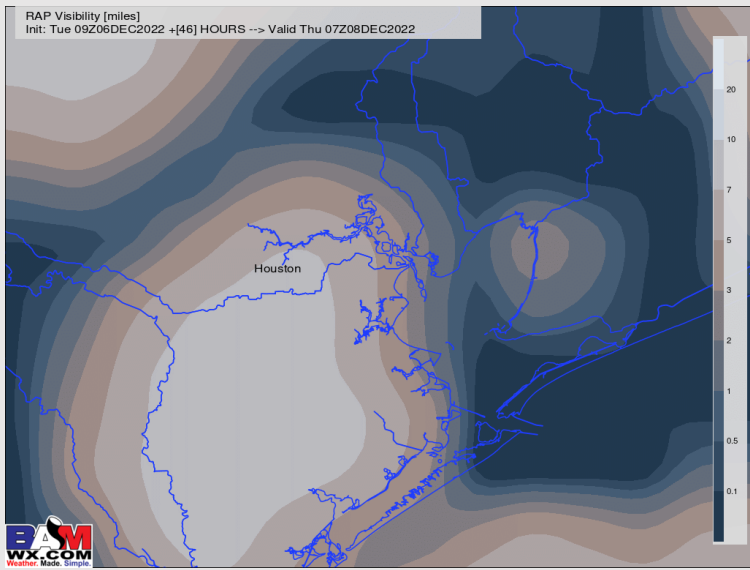 RAP Visibility [miles]
Init: Tue 09Z06DEC2022 +[46] HOURS --> Valid Thu 07Z08DEC2022
20
10
7
5
3
2
1
0.5
0.1
Houston
BAM
WX.COM
Weather. Made. Simple.